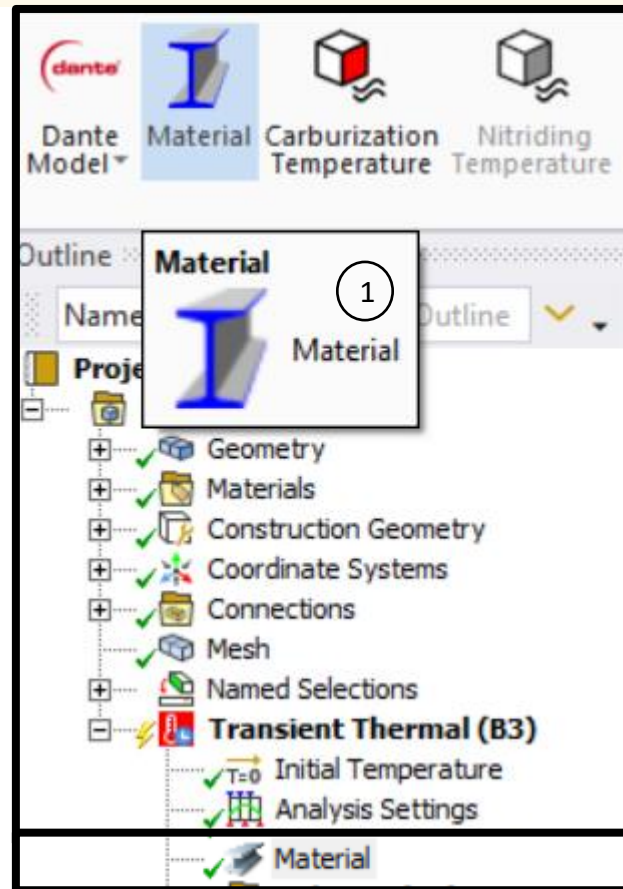 dante
Dante Model
Material
Carburization Temperature
Nitriding Temperature
Outline
Material
1
Material
Name
Outline
Proje
Geometry
Materials
Construction Geometry
Coordinate Systems
Connections
Mesh
Named Selections
Transient Thermal (B3)
T=0 Initial Temperature
Analysis Settings
Material